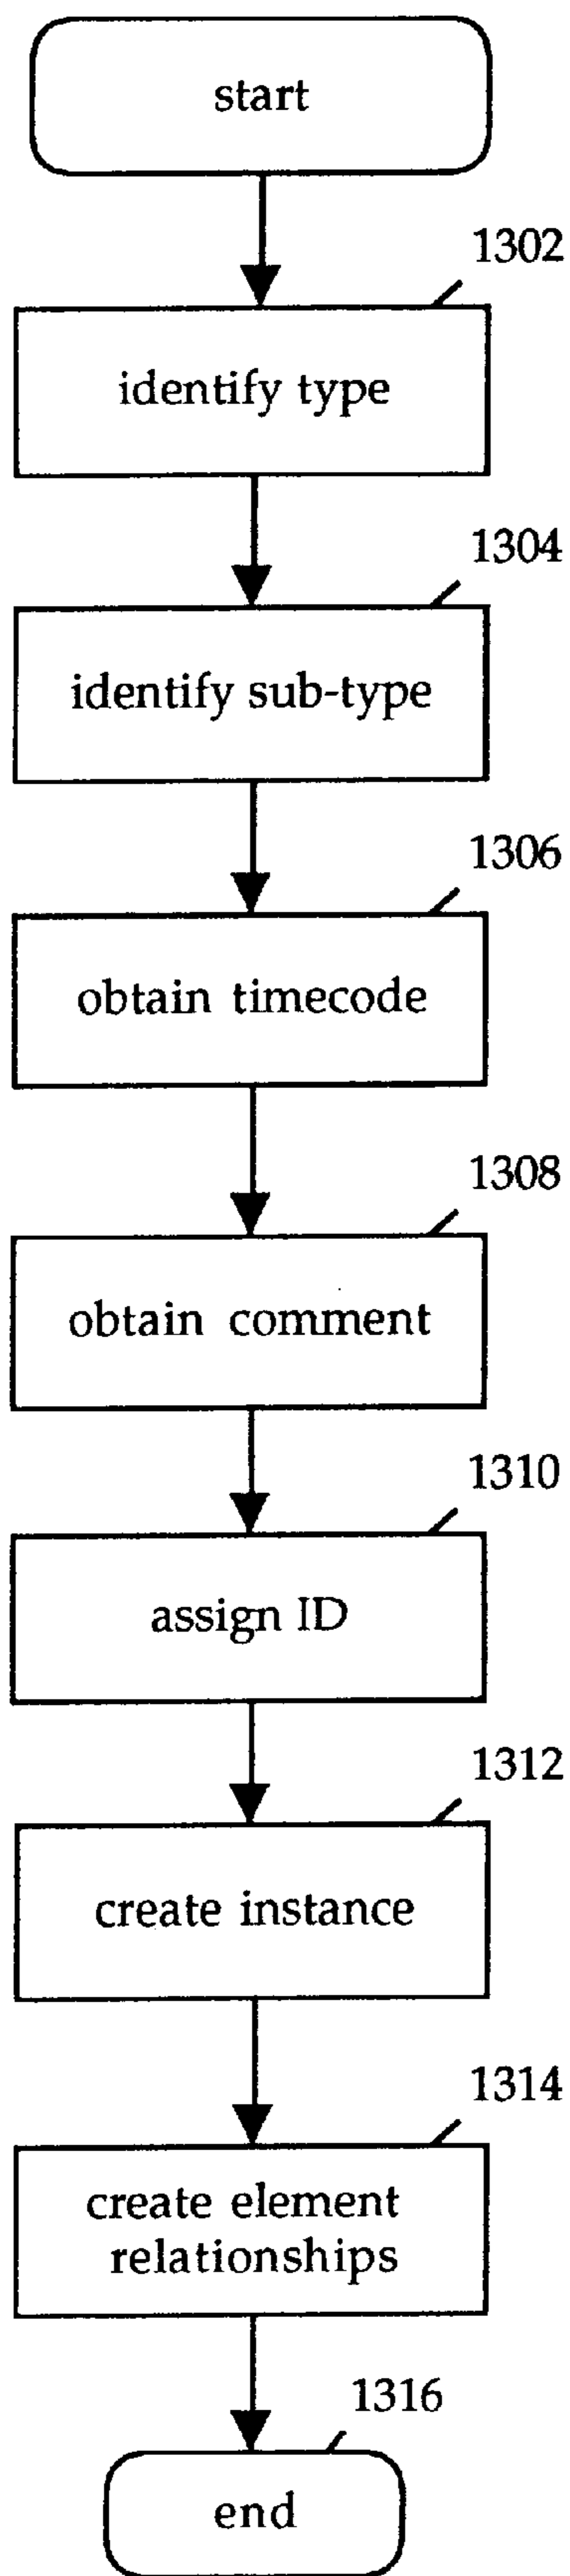 start
1302
identify type
1304
identify sub-type
1306
obtain timecode
1308
obtain comment
1310
assign ID
1312
create instance
1314
create element
relationships
1316
end